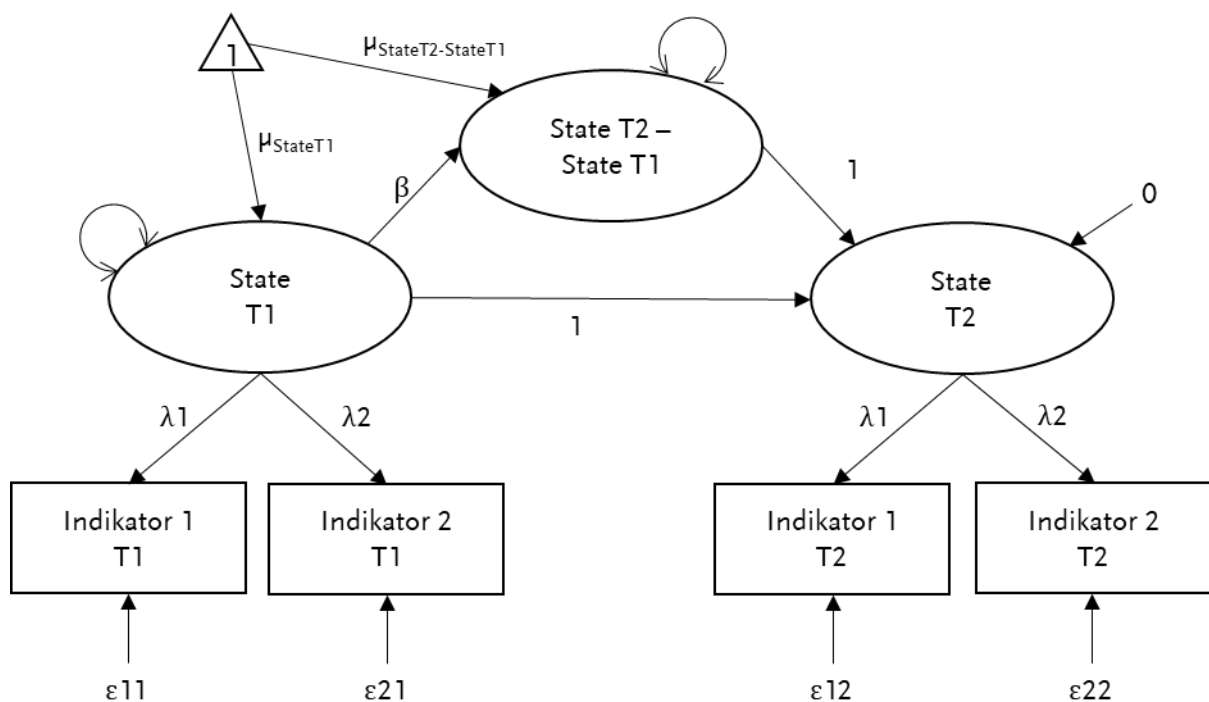 1
μStateT2-StateT1
μStateT1
State T2 –
State T1
β
1
0
State
T1
1
State
T2
λ1
λ2
λ1
λ2
Indikator 1
T1
Indikator 2
T1
Indikator 1
T2
Indikator 2
T2
ε11
ε21
ε12
ε22